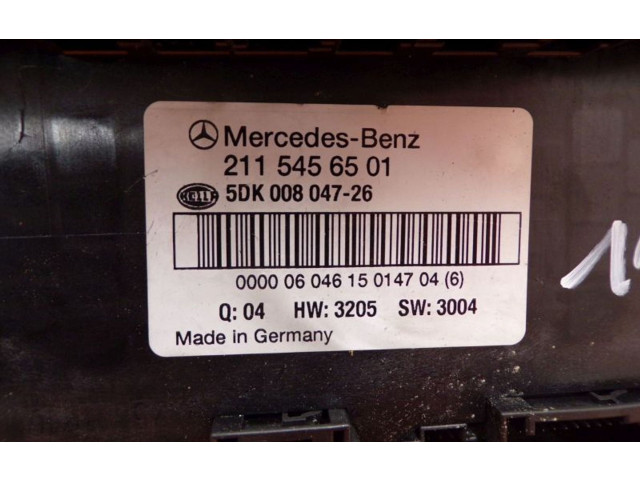 Mercedes-Benz
211 545 65 01
HELLA 5DK 008 047-26
0000 06 046 15 0147 04 (6)
Q: 04 HW: 3205 SW: 3004
Made in Germany